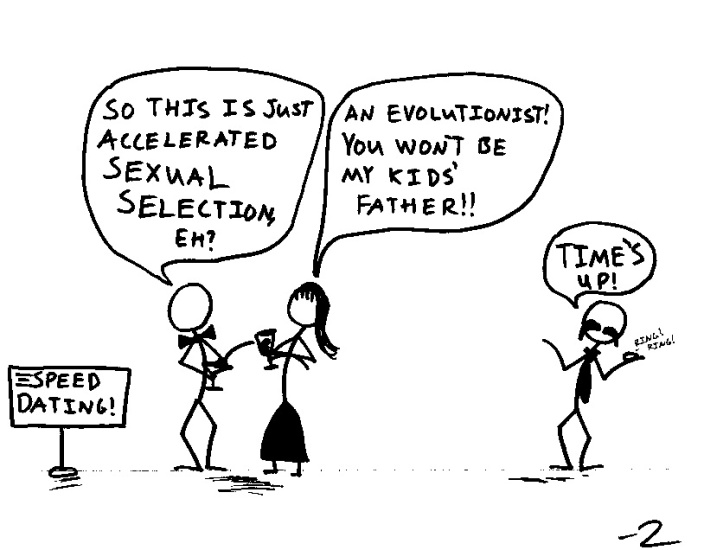 SO THIS IS JUST
ACCELERATED
SEXUAL
SELECTION,
EH?
AN EVOLUTIONIST!
YOU WON'T BE
MY KIDS'
FATHER!!
TIME'S
UP!
RING!
RING!
SPEED
DATING!
-2